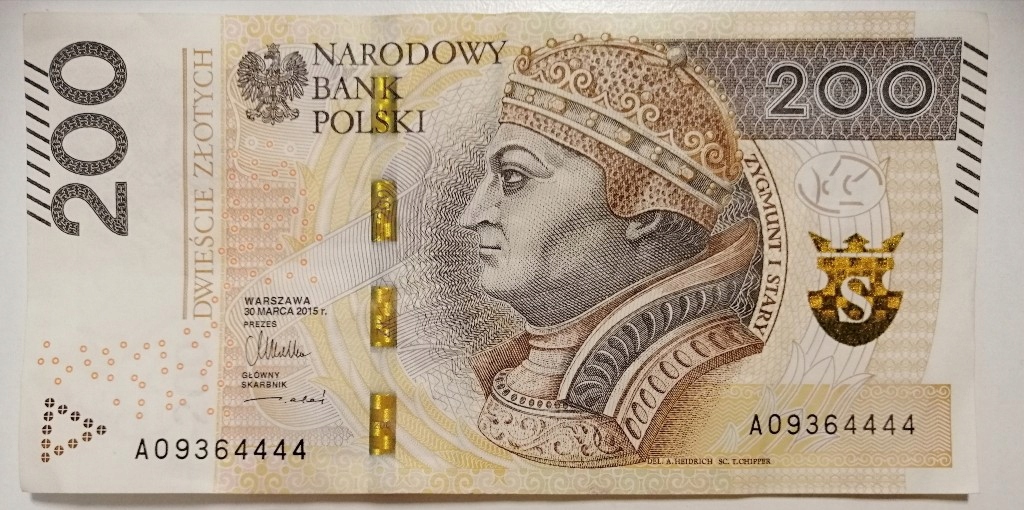 200
DWIEŚCIE ZŁOTYCH
NARODOWY
BANK
POLSKI
200
ZYGMUNT I STARY
S
WARSZAWA
30 MARCA 2015 r.
PREZES
GŁÓWNY
SKARBNIK
A09364444
A09364444
DEL. A. HEIDRICH SC. T. CHIPPER